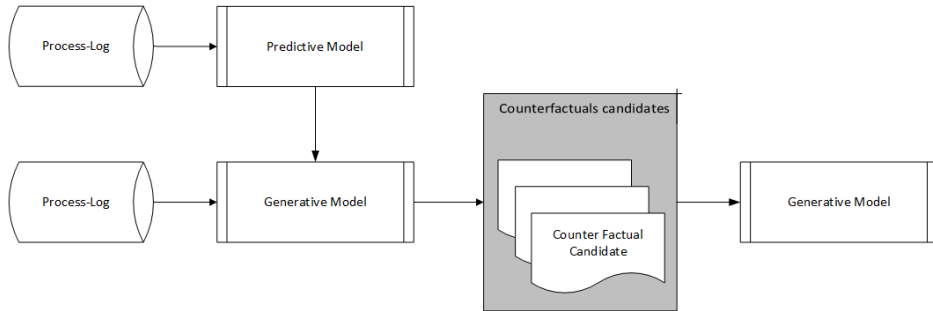 Process-Log
Predictive Model
Counterfactuals candidates
Process-Log
Generative Model
Counter Factual
Candidate
Generative Model